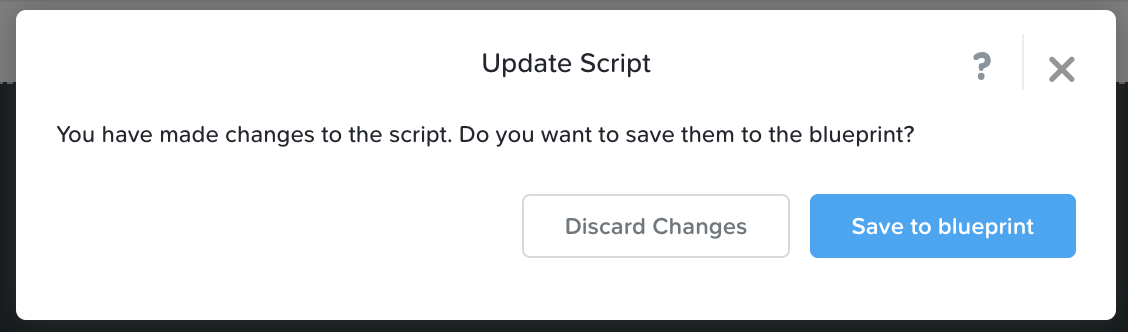 Update Script
?
You have made changes to the script. Do you want to save them to the blueprint?
Discard Changes
Save to blueprint